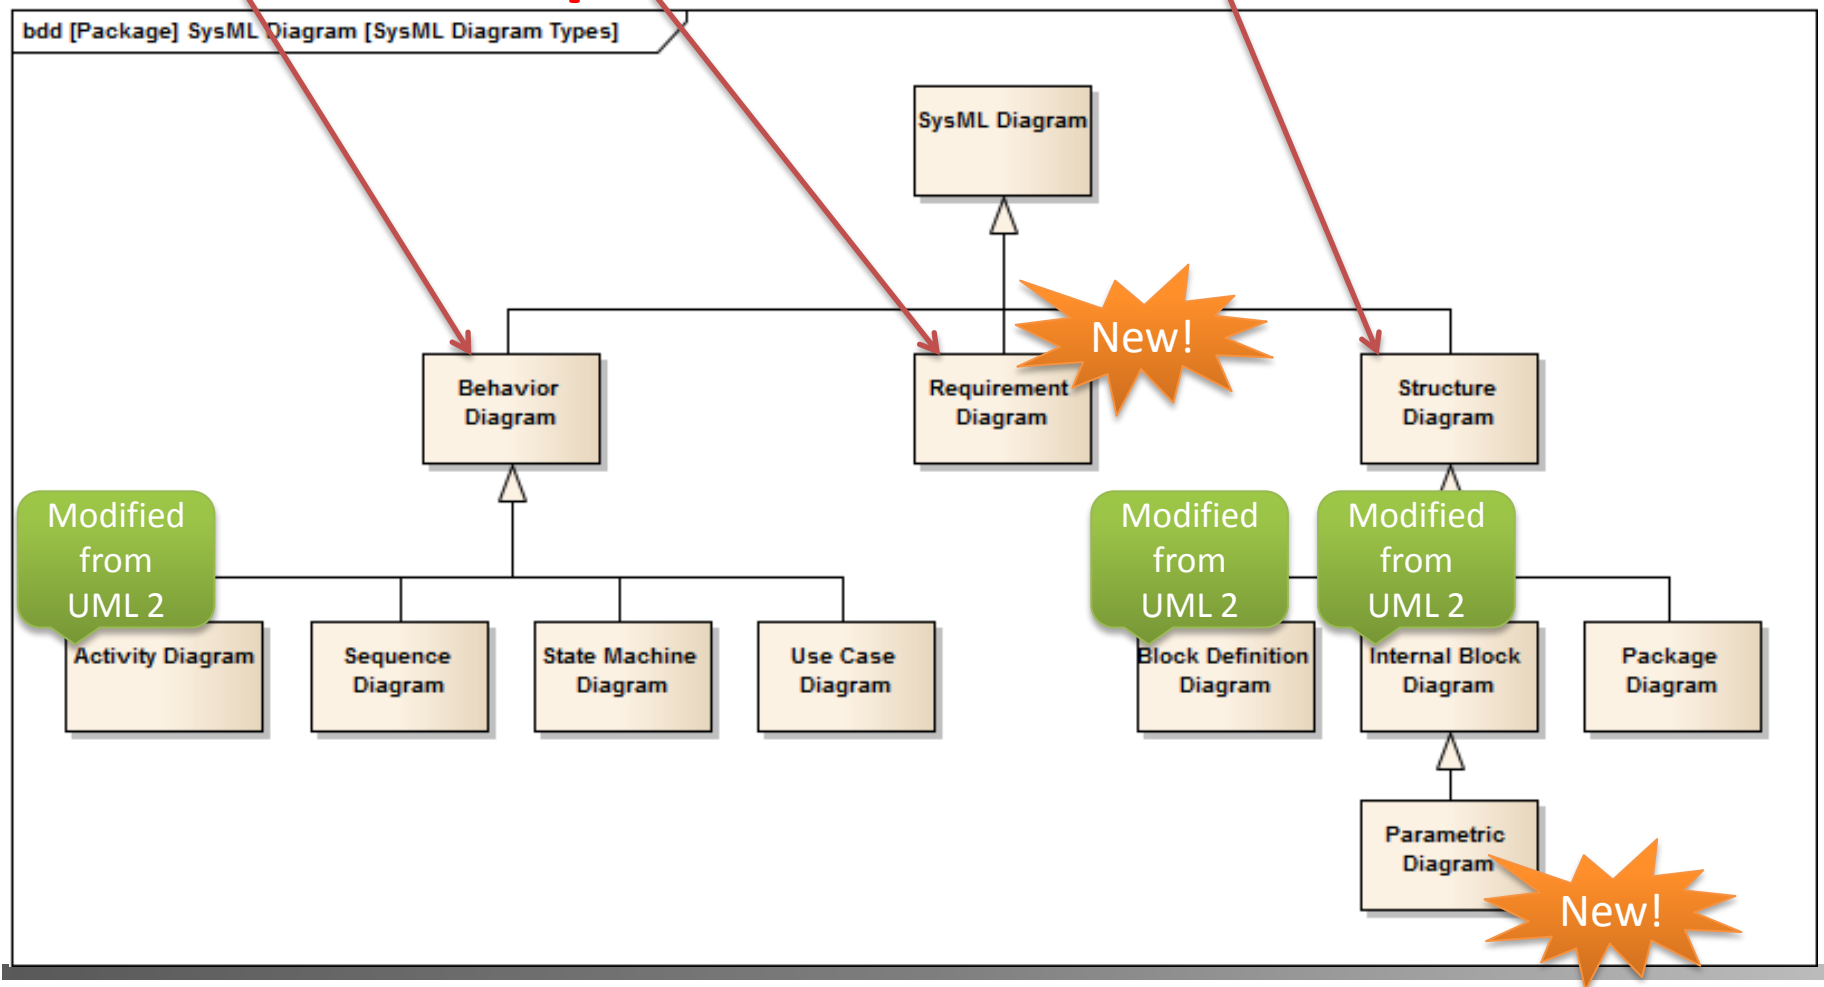 bdd [Package] SysML Diagram [SysML Diagram Types]
SysML Diagram
New!
Behavior
Diagram
Requirement
Diagram
Structure
Diagram
Modified
from
UML 2
Modified
from
UML 2
Modified
from
UML 2
Activity Diagram
Sequence
Diagram
State Machine
Diagram
Use Case
Diagram
Block Definition
Diagram
Internal Block
Diagram
Package
Diagram
Parametric
Diagram
New!